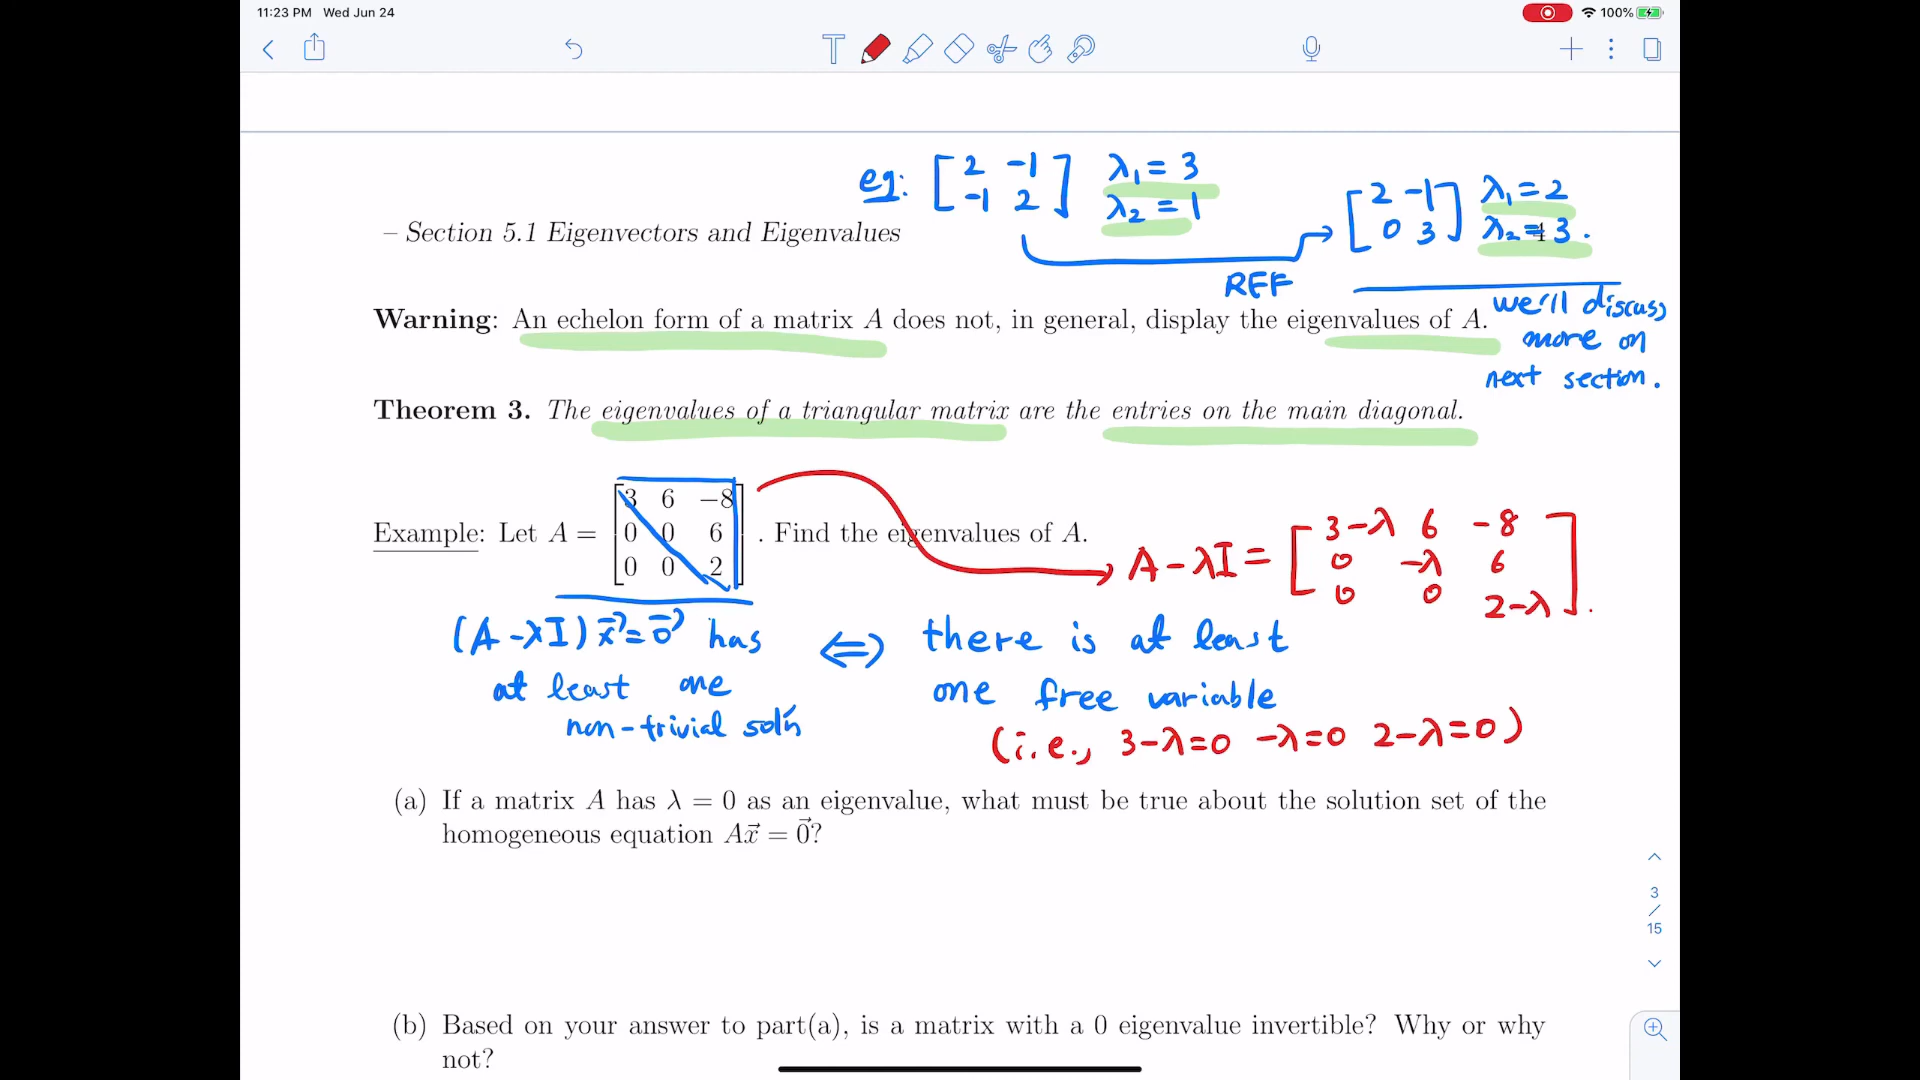 11:23 PM Wed Jun 24
100%
eg: [2 -1 -1 2] λ₁ = 3 λ₂ = 1
[2 -1 0 3] λ₁ = 2 λ₂ = 3.
– Section 5.1 Eigenvectors and Eigenvalues 4
REF
Warning: An echelon form of a matrix A does not, in general, display the eigenvalues of A.
we'll discuss
more on
next section.
Theorem 3. The eigenvalues of a triangular matrix are the entries on the main diagonal.
3 6 −8
Example: Let A = 0 0 6 . Find the eigenvalues of A.
0 0 2
3-λ 6 -8
A - λI = 0 -λ 6
0 0 2-λ .
(A - λI) x⃗ = 0⃗ has ⟺ there is at least
at least one one free variable
non-trivial sol'n (i.e., 3-λ=0 -λ=0 2-λ=0)
(a) If a matrix A has λ = 0 as an eigenvalue, what must be true about the solution set of the
homogeneous equation Ax⃗ = 0⃗?
3
/
15
(b) Based on your answer to part(a), is a matrix with a 0 eigenvalue invertible? Why or why
not?